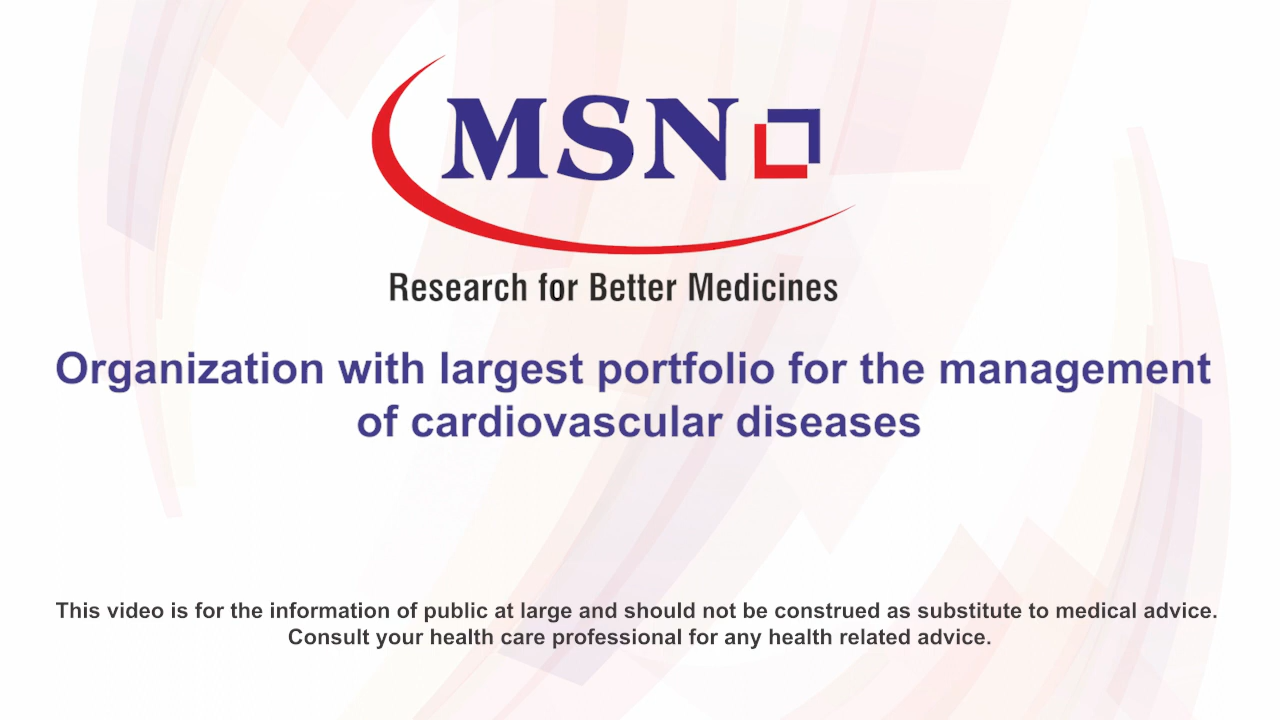 MSN
Research for Better Medicines
Organization with largest portfolio for the management
of cardiovascular diseases
This video is for the information of public at large and should not be construed as substitute to medical advice.
Consult your health care professional for any health related advice.